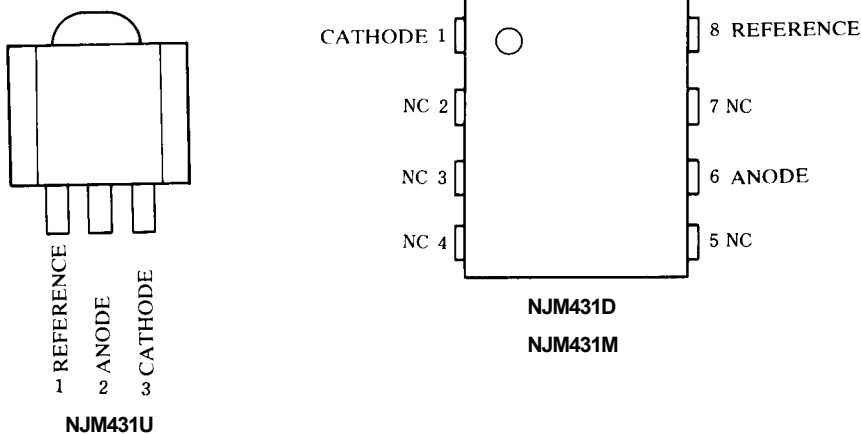 1 REFERENCE
2 ANODE
3 CATHODE
NJM431U
CATHODE 1
NC 2
NC 3
NC 4
8 REFERENCE
7 NC
6 ANODE
5 NC
NJM431D
NJM431M